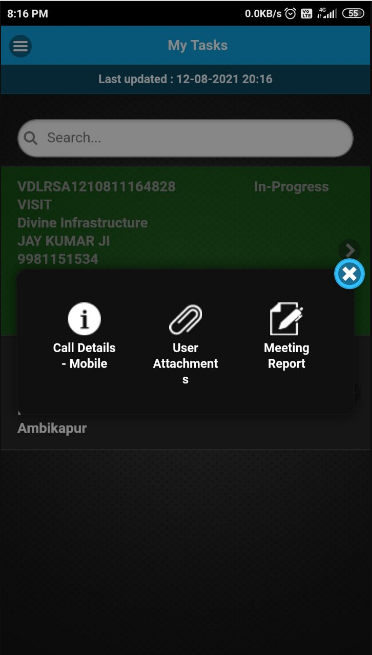 8:16 PM 0.0KB/s 4G 55
My Tasks
Last updated : 12-08-2021 20:16
Search...
VDLRSA1210811164828 In-Progress
VISIT
Divine Infrastructure
JAY KUMAR JI
9981151534
Call Details User Meeting
- Mobile Attachment Report
s
Ambikapur